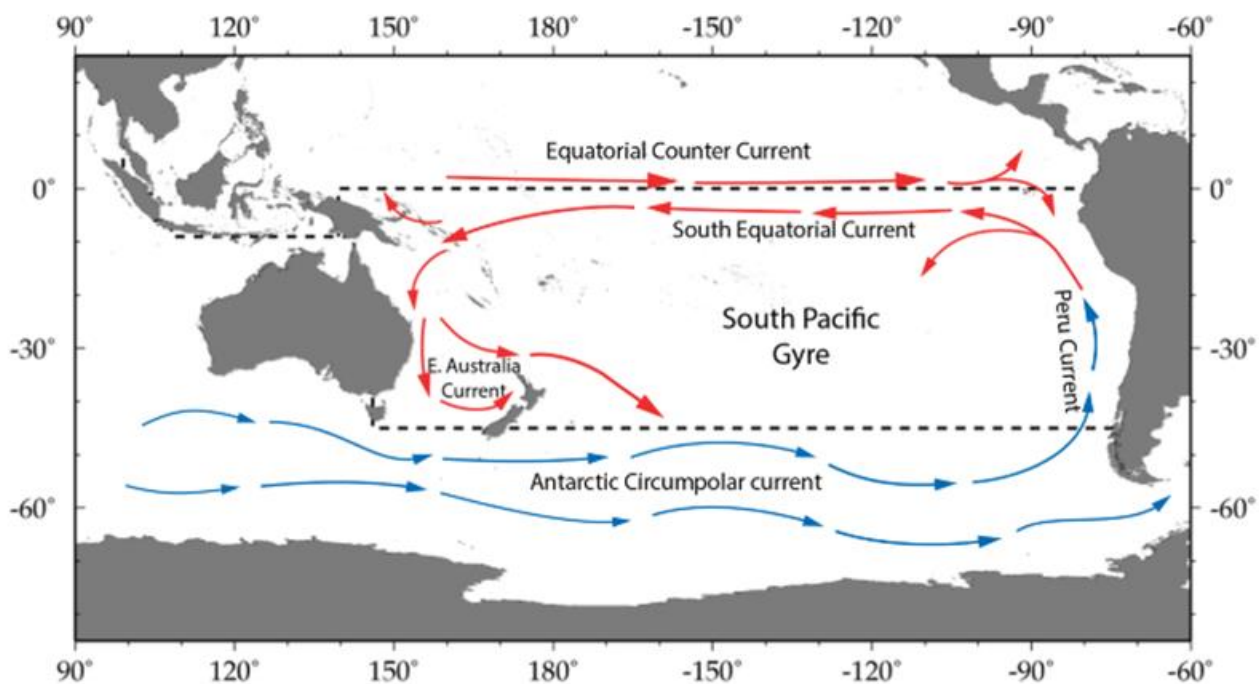 90˚ 120˚ 150˚ 180˚ -150˚ -120˚ -90˚ -60˚
Equatorial Counter Current
0˚ 0˚
South Equatorial Current
South Pacific
Gyre
Peru Current
-30˚ -30˚
E. Australia
Current
Antarctic Circumpolar current
-60˚ -60˚
90˚ 120˚ 150˚ 180˚ -150˚ -120˚ -90˚ -60˚